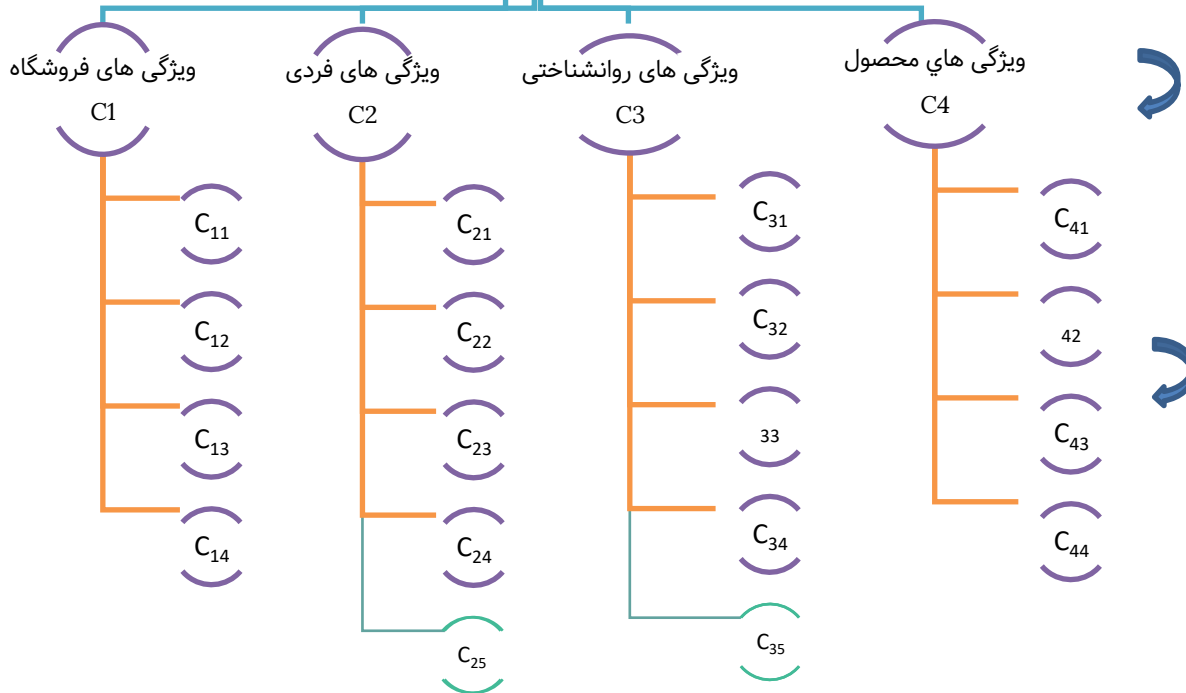 ویژگی های فروشگاه
C1
C11
C12
C13
C14
ویژگی های فردی
C2
C21
C22
C23
C24
C25
ویژگی های روانشناختی
C3
C31
C32
33
C34
C35
ویژگی هاي محصول
C4
C41
42
C43
C44